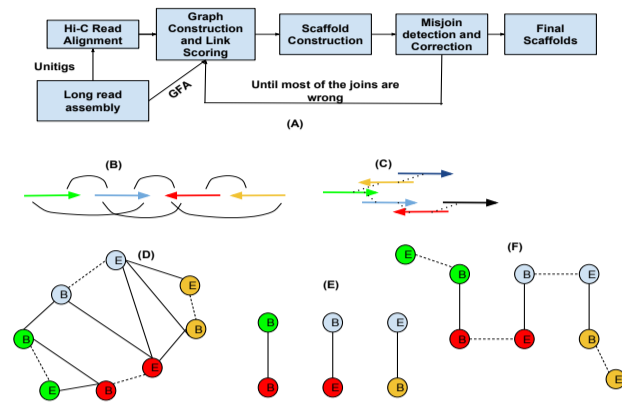 Hi-C Read
Alignment
Graph
Construction
and Link
Scoring
Scaffold
Construction
Misjoin
detection and
Correction
Final
Scaffolds
Unitigs
Long read
assembly
GFA
Until most of the joins are
wrong
(A)
(B)
(C)
(D)
E
B
E
B
B
E
B
E
(E)
B
B
E
B
E
B
(F)
E
B
B
E
B
E
B
E